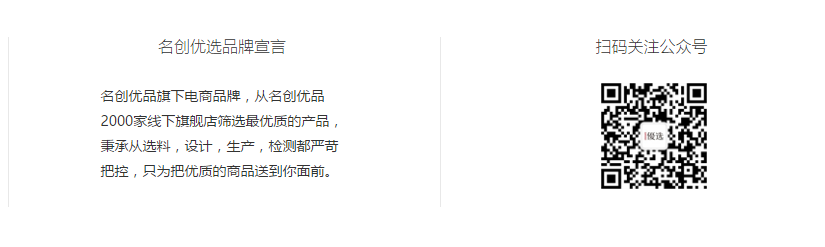 名创优选品牌宣言
名创优品旗下电商品牌，从名创优品
2000家线下旗舰店筛选最优质的产品，
秉承从选料，设计，生产，检测都严苛
把控，只为把优质的商品送到你面前。
扫码关注公众号
優选